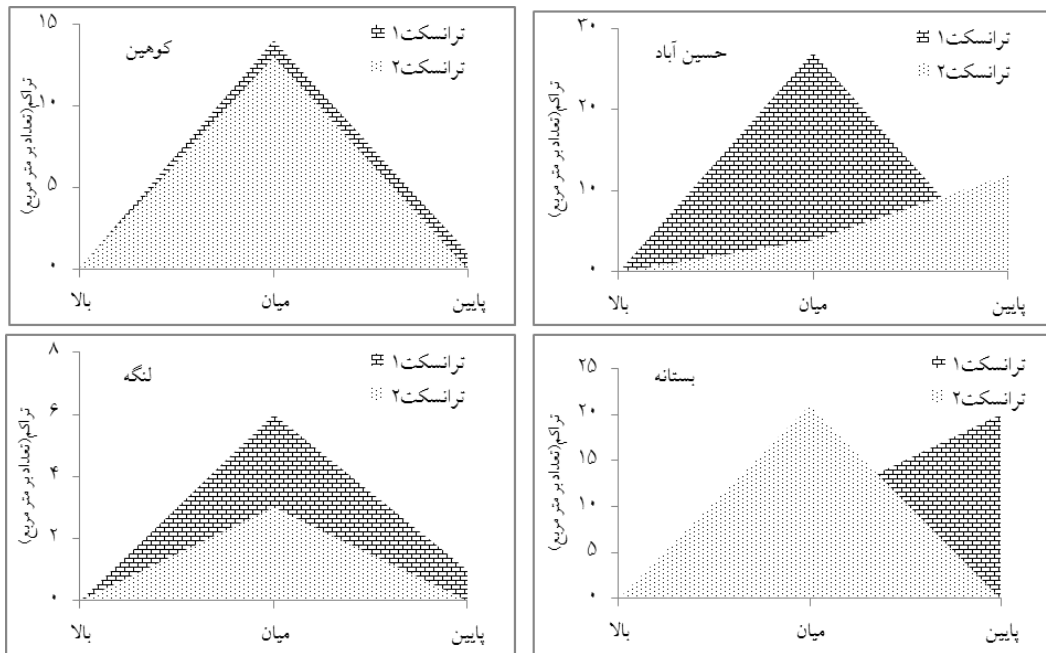 کوهین
ترانسکت۱
ترانسکت۲
تراکم(تعداد بر متر مربع)
۱۵
۱۰
۵
۰
بالا میان پایین
حسین آباد
ترانسکت۱
ترانسکت۲
تراکم(تعداد بر متر مربع)
۳۰
۲۰
۱۰
۰
بالا میان پایین
لنگه
ترانسکت۱
ترانسکت۲
تراکم(تعداد بر متر مربع)
۸
۶
۴
۲
۰
بالا میان پایین
بستانه
ترانسکت۱
ترانسکت۲
تراکم(تعداد بر متر مربع)
۲۵
۲۰
۱۵
۱۰
۵
۰
بالا میان پایین